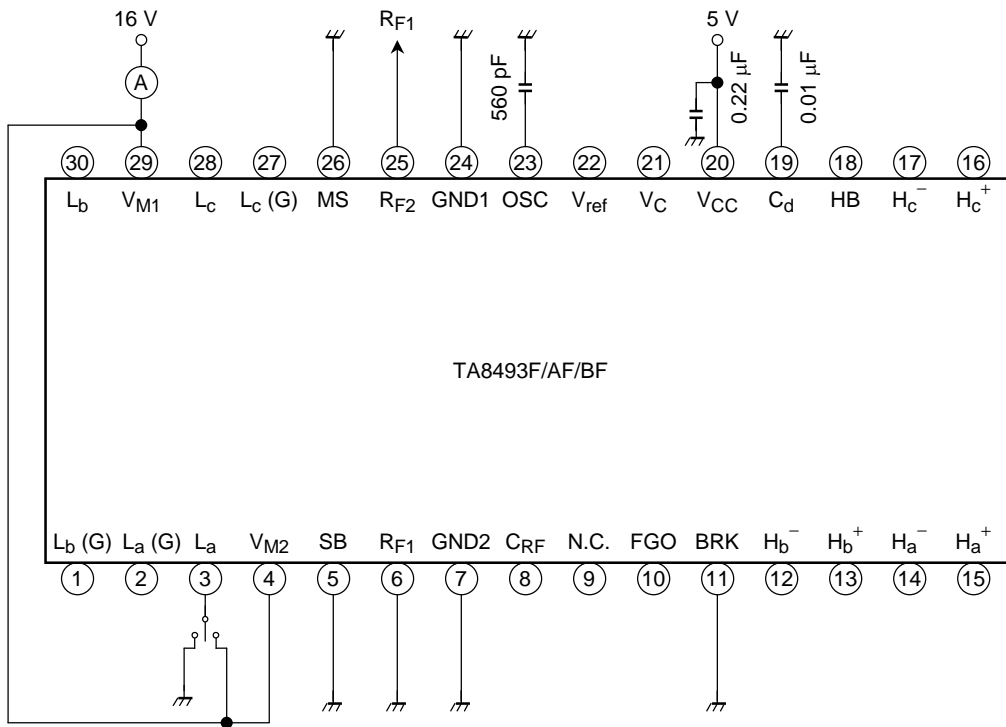 16 V
R_F1
5 V
A
560 pF
0.22 μF
0.01 μF
30 29 28 27 26 25 24 23 22 21 20 19 18 17 16
L_b V_M1 L_c L_c (G) MS R_F2 GND1 OSC V_ref V_C V_CC C_d HB H_c^− H_c^+
TA8493F/AF/BF
L_b (G) L_a (G) L_a V_M2 SB R_F1 GND2 C_RF N.C. FGO BRK H_b^− H_b^+ H_a^− H_a^+
1 2 3 4 5 6 7 8 9 10 11 12 13 14 15